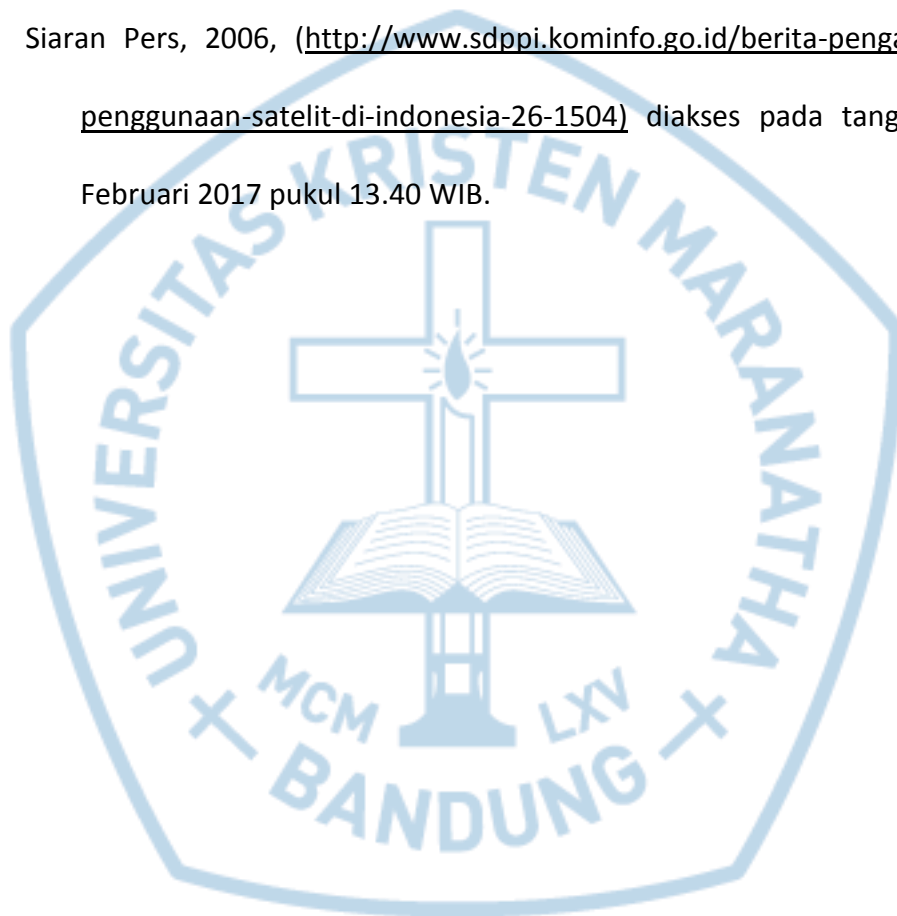 Siaran Pers, 2006, (http://www.sdppi.kominfo.go.id/berita-penga
penggunaan-satelit-di-indonesia-26-1504) diakses pada tang
Februari 2017 pukul 13.40 WIB.
UNIVERSITAS KRISTEN MARANATHA
MCM LXV
BANDUNG